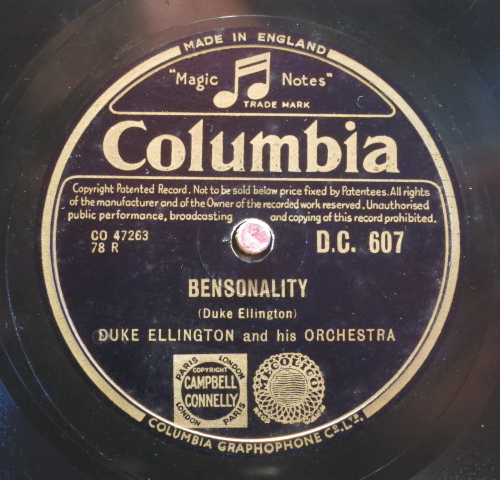 MADE IN ENGLAND
"Magic Notes"
TRADE MARK
Columbia
Copyright Patented Record. Not to be sold below price fixed by Patentees. All rights
of the manufacturer and of the Owner of the recorded work reserved. Unauthorised
public performance, broadcasting and copying of this record prohibited.
CO 47263
78 R
D.C. 607
BENSONALITY
(Duke Ellington)
DUKE ELLINGTON and his ORCHESTRA
PARIS LONDON
COPYRIGHT
CAMPBELL
CONNELLY
LONDON PARIS
MECOLICO
COLUMBIA GRAPHOPHONE Co. LTD.